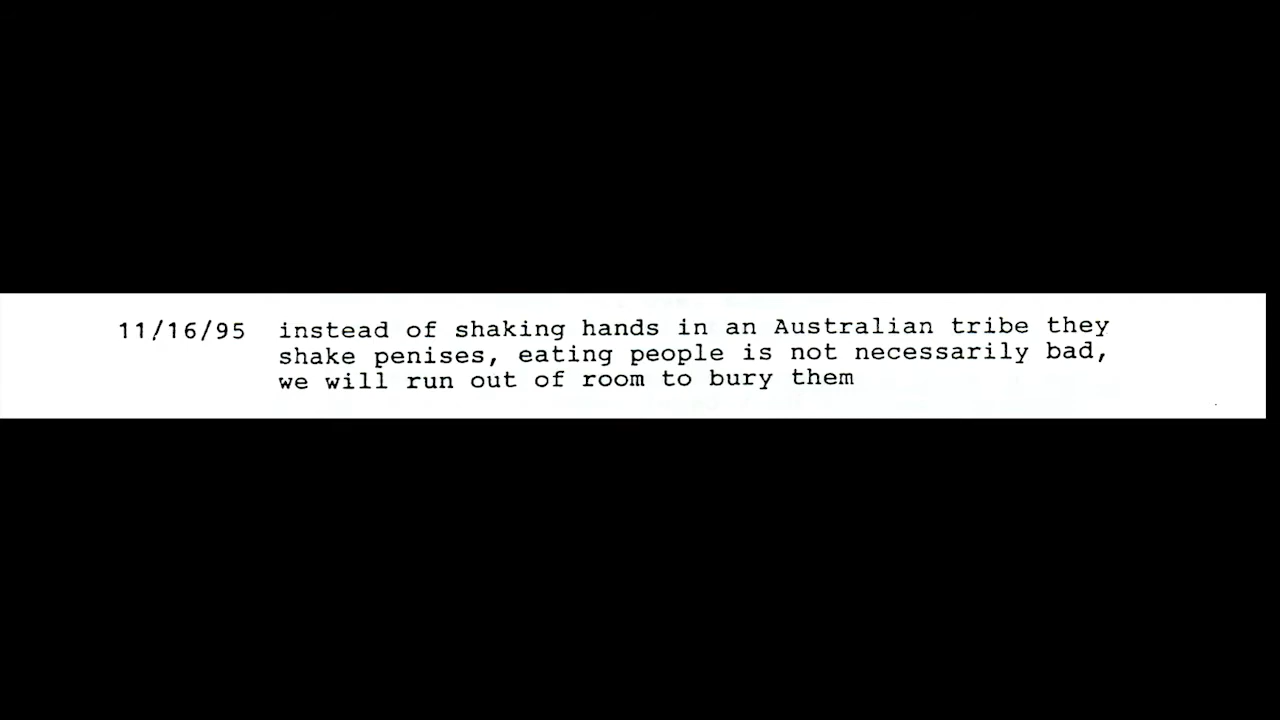 11/16/95 instead of shaking hands in an Australian tribe they
shake penises, eating people is not necessarily bad,
we will run out of room to bury them